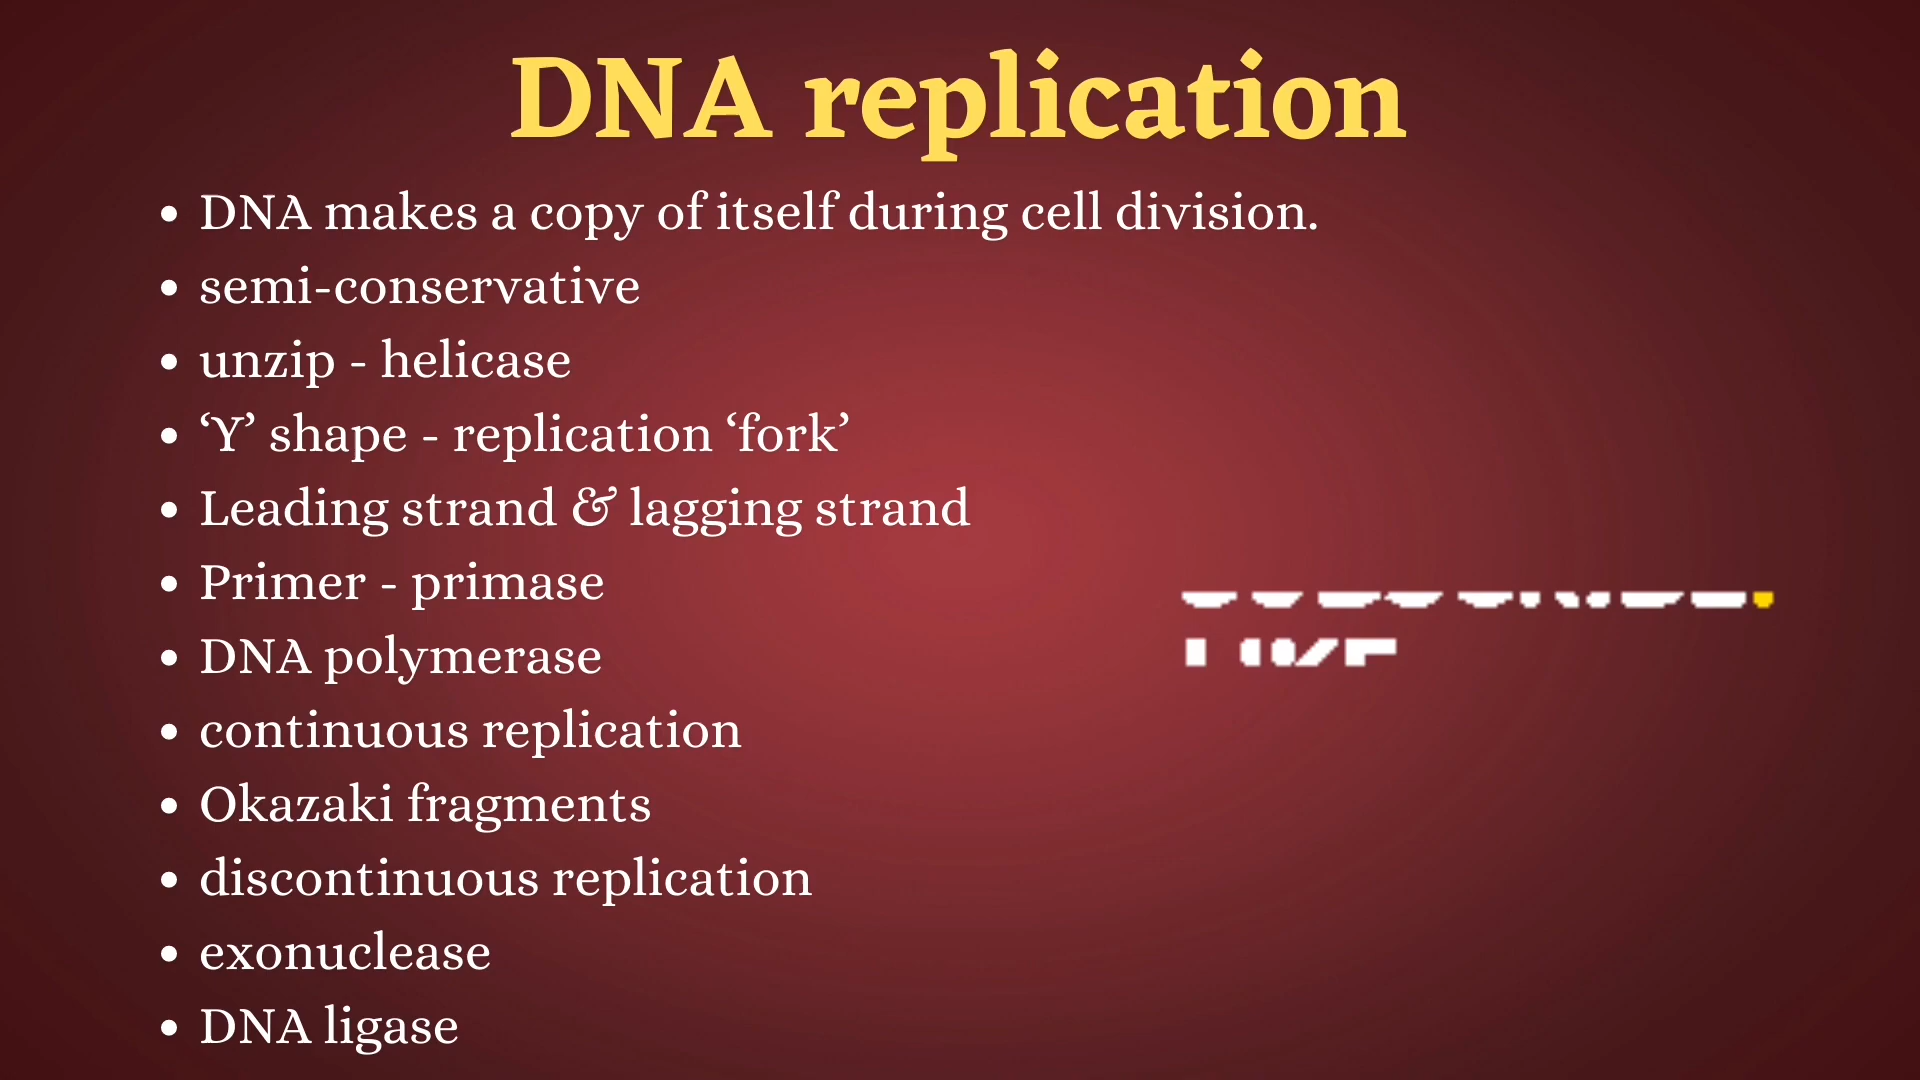 DNA replication
• DNA makes a copy of itself during cell division.
• semi-conservative
• unzip - helicase
• ‘Y’ shape - replication ‘fork’
• Leading strand & lagging strand
• Primer - primase
• DNA polymerase
• continuous replication
• Okazaki fragments
• discontinuous replication
• exonuclease
• DNA ligase